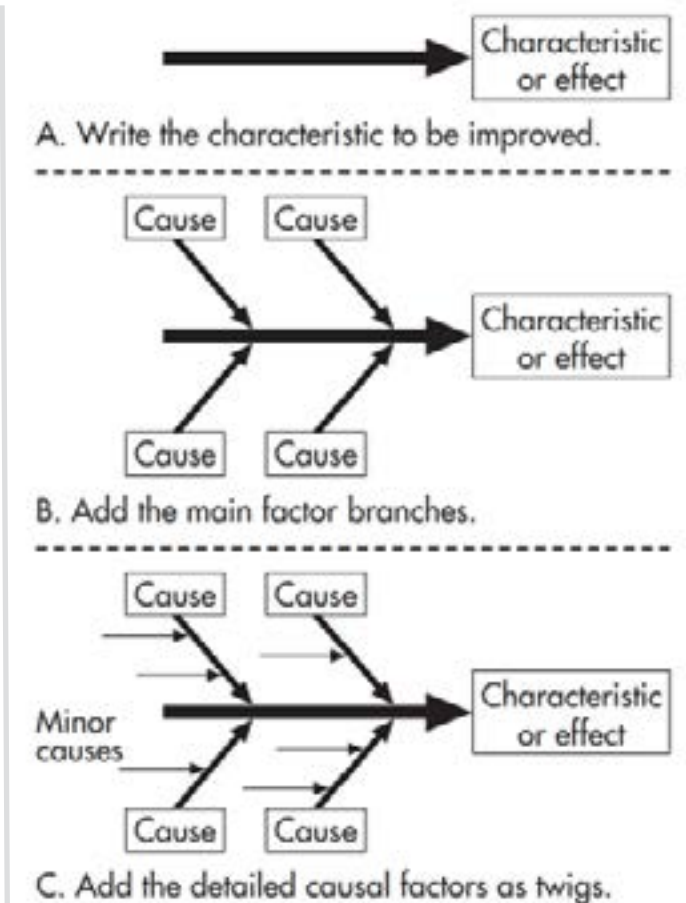 Characteristic
or effect
A. Write the characteristic to be improved.
Cause
Cause
Characteristic
or effect
Cause
Cause
B. Add the main factor branches.
Cause
Cause
Characteristic
or effect
Minor
causes
Cause
Cause
C. Add the detailed causal factors as twigs.